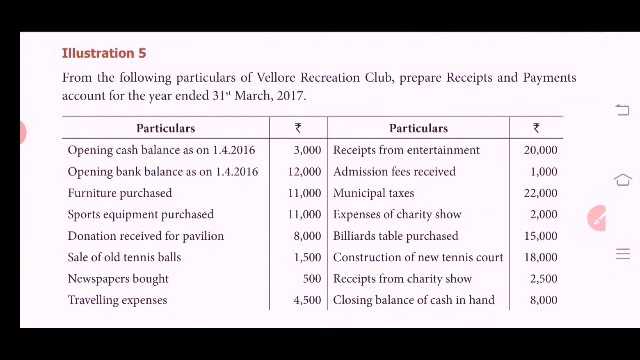 Illustration 5
From the following particulars of Vellore Recreation Club, prepare Receipts and Payments
account for the year ended 31st March, 2017.
Particulars ₹ Particulars ₹
Opening cash balance as on 1.4.2016 3,000 Receipts from entertainment 20,000
Opening bank balance as on 1.4.2016 12,000 Admission fees received 1,000
Furniture purchased 11,000 Municipal taxes 22,000
Sports equipment purchased 11,000 Expenses of charity show 2,000
Donation received for pavilion 8,000 Billiards table purchased 15,000
Sale of old tennis balls 1,500 Construction of new tennis court 18,000
Newspapers bought 500 Receipts from charity show 2,500
Travelling expenses 4,500 Closing balance of cash in hand 8,000